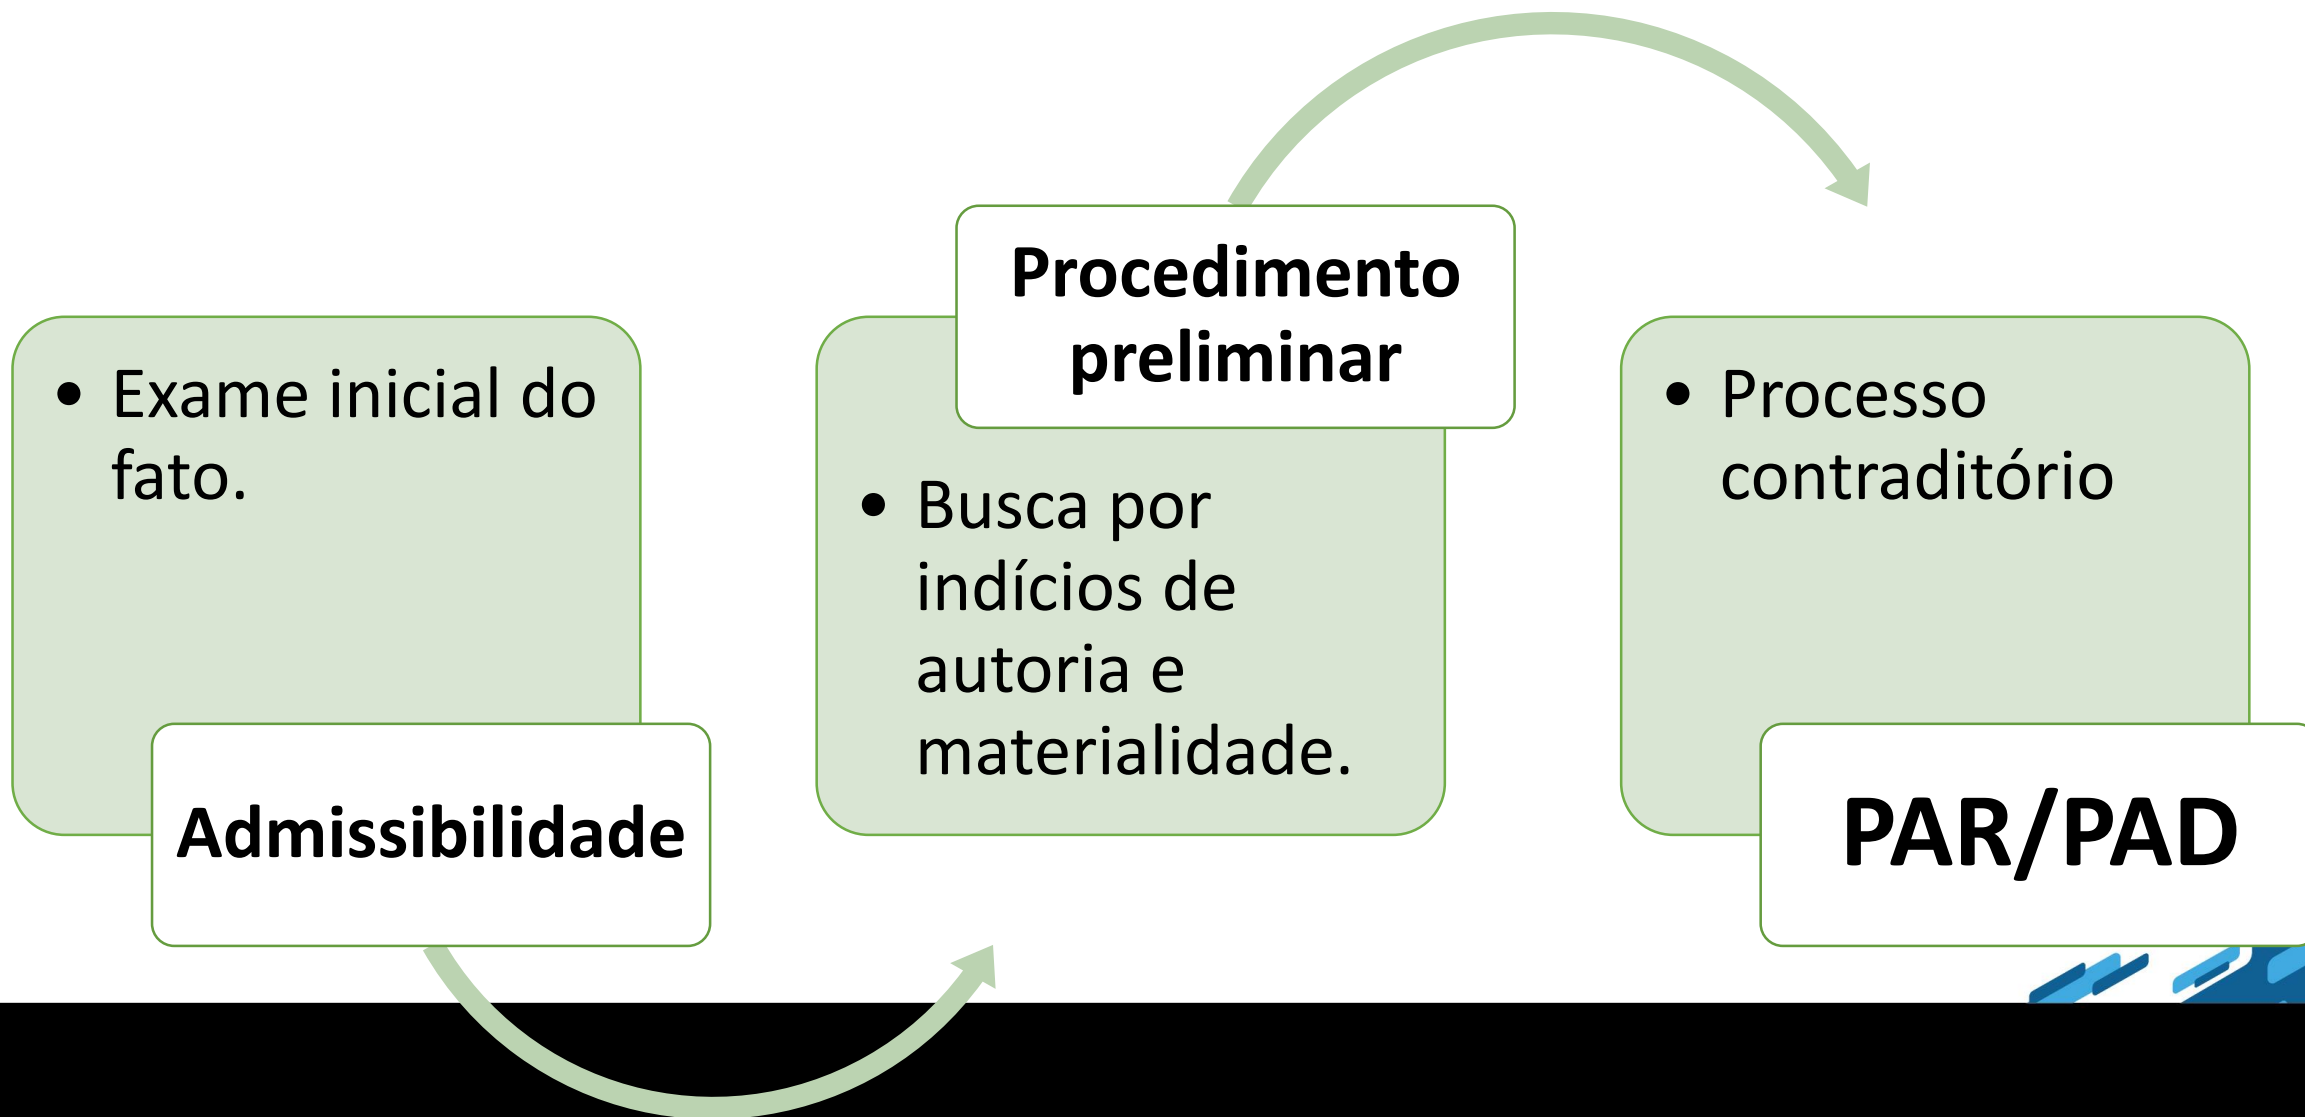 • Exame inicial do
fato.
Admissibilidade
Procedimento
preliminar
• Busca por
indícios de
autoria e
materialidade.
• Processo
contraditório
PAR/PAD